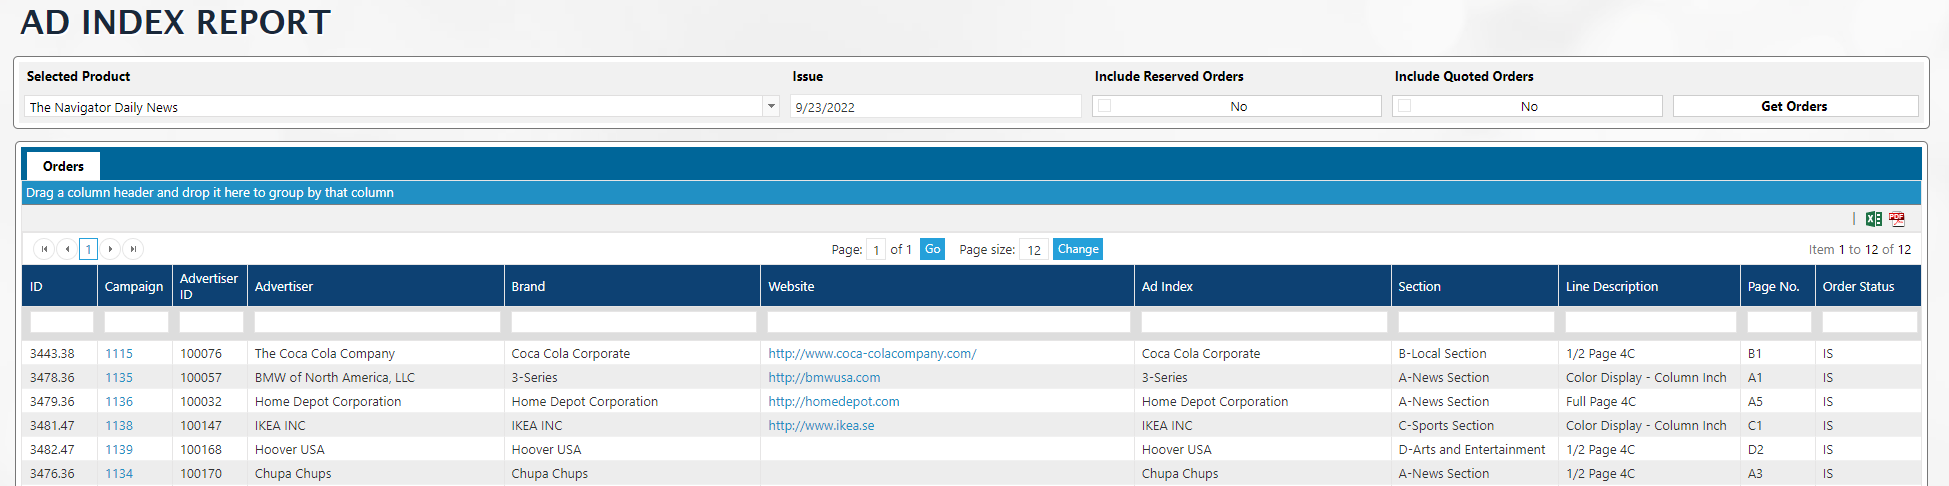 AD INDEX REPORT
Selected Product Issue Include Reserved Orders Include Quoted Orders
The Navigator Daily News 9/23/2022 No No Get Orders
Orders
Drag a column header and drop it here to group by that column
1 Page: 1 of 1 Go Page size: 12 Change Item 1 to 12 of 12
ID Campaign Advertiser ID Advertiser Brand Website Ad Index Section Line Description Page No. Order Status
3443.38 1115 100076 The Coca Cola Company Coca Cola Corporate http://www.coca-colacompany.com/ Coca Cola Corporate B-Local Section 1/2 Page 4C B1 IS
3478.36 1135 100057 BMW of North America, LLC 3-Series http://bmwusa.com 3-Series A-News Section Color Display - Column Inch A1 IS
3479.36 1136 100032 Home Depot Corporation Home Depot Corporation http://homedepot.com Home Depot Corporation A-News Section Full Page 4C A5 IS
3481.47 1138 100147 IKEA INC IKEA INC http://www.ikea.se IKEA INC C-Sports Section Color Display - Column Inch C1 IS
3482.47 1139 100168 Hoover USA Hoover USA Hoover USA D-Arts and Entertainment 1/2 Page 4C D2 IS
3476.36 1134 100170 Chupa Chups Chupa Chups Chupa Chups A-News Section 1/2 Page 4C A3 IS